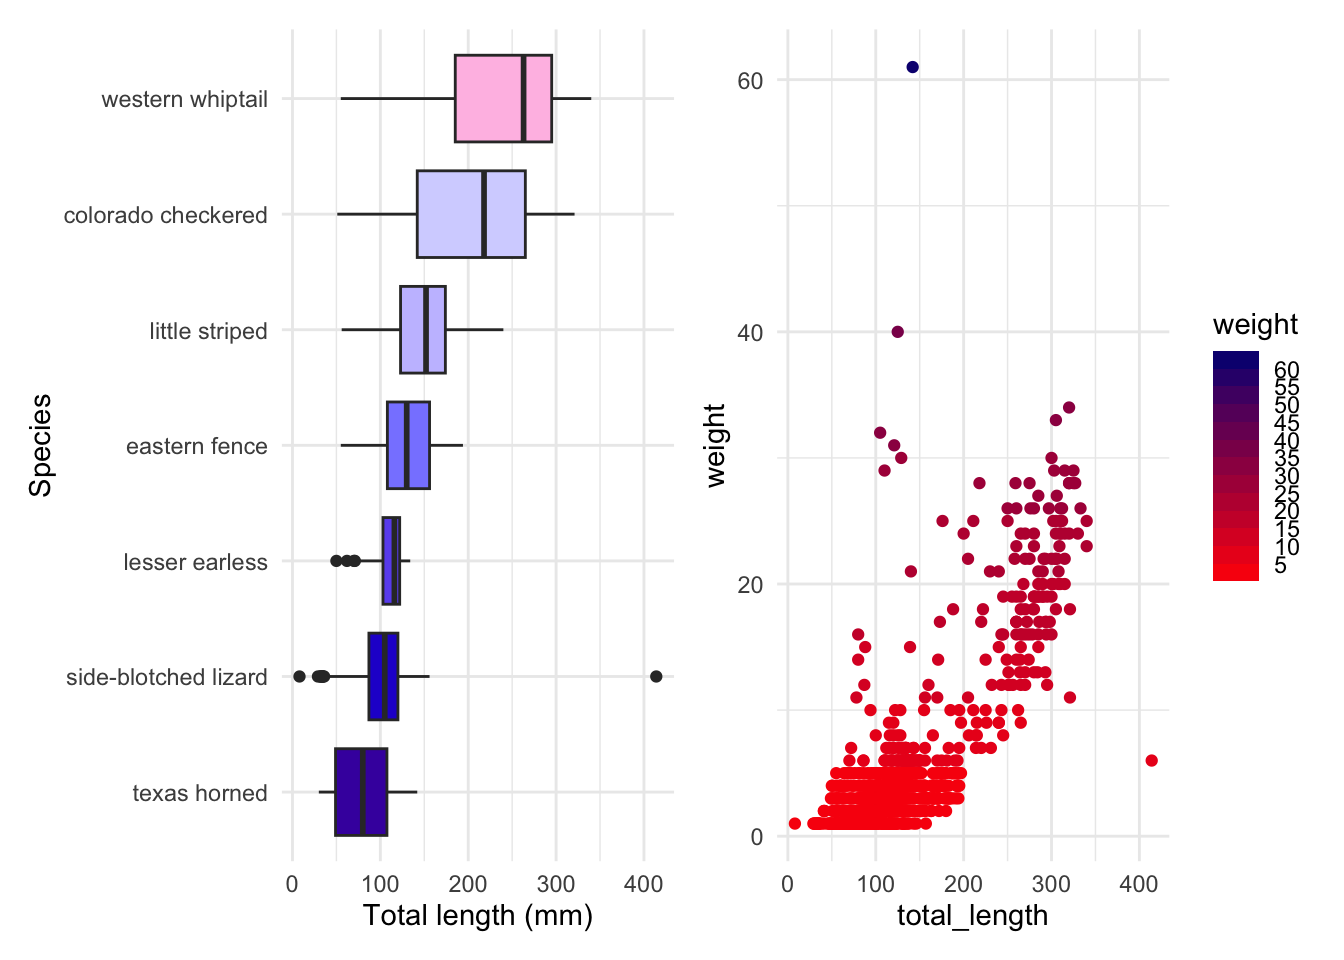 Species
western whiptail
colorado checkered
little striped
eastern fence
lesser earless
side-blotched lizard
texas horned
0 100 200 300 400
Total length (mm)
weight
60
40
20
0
0 100 200 300 400
total_length
weight
60
55
50
45
40
35
30
25
20
15
10
5